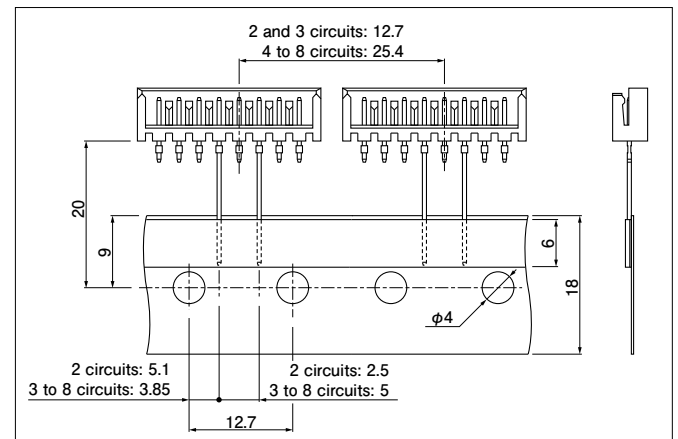 2 and 3 circuits: 12.7
4 to 8 circuits: 25.4
20
9
6
18
φ4
2 circuits: 5.1
3 to 8 circuits: 3.85
2 circuits: 2.5
3 to 8 circuits: 5
12.7